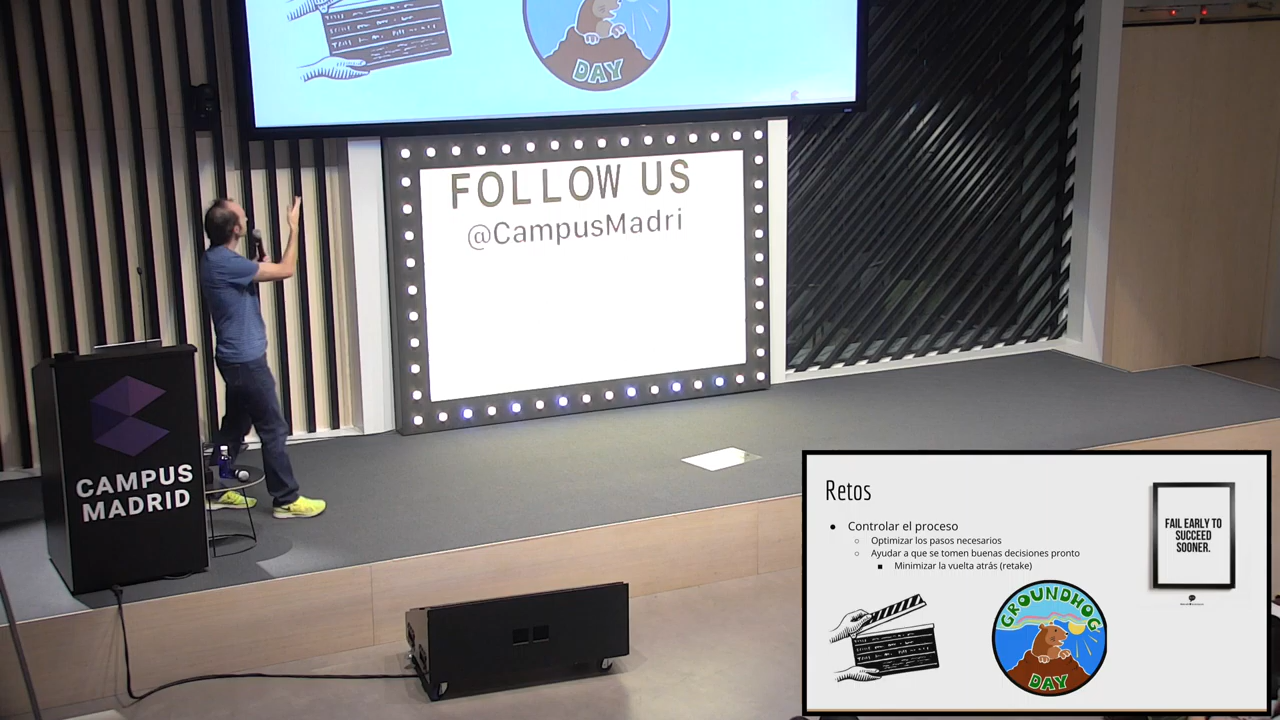 DAY
FOLLOW US
@CampusMadri
CAMPUS
MADRID
Retos
Controlar el proceso
Optimizar los pasos necesarios
Ayudar a que se tomen buenas decisiones pronto
Minimizar la vuelta atrás (retake)
FAIL EARLY TO
SUCCEED
SOONER.
GROUNDHOG
DAY